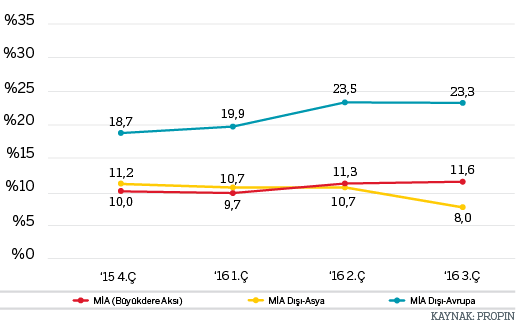 %35
%30
%25
%20
%15
%10
%5
%0
18,7
19,9
23,5
23,3
11,2
10,7
11,3
11,6
10,0
9,7
10,7
8,0
‘15 4.Ç
‘16 1.Ç
‘16 2.Ç
‘16 3.Ç
MİA (Büyükdere Aksı)
MİA Dışı-Asya
MİA Dışı-Avrupa
KAYNAK: PROPIN